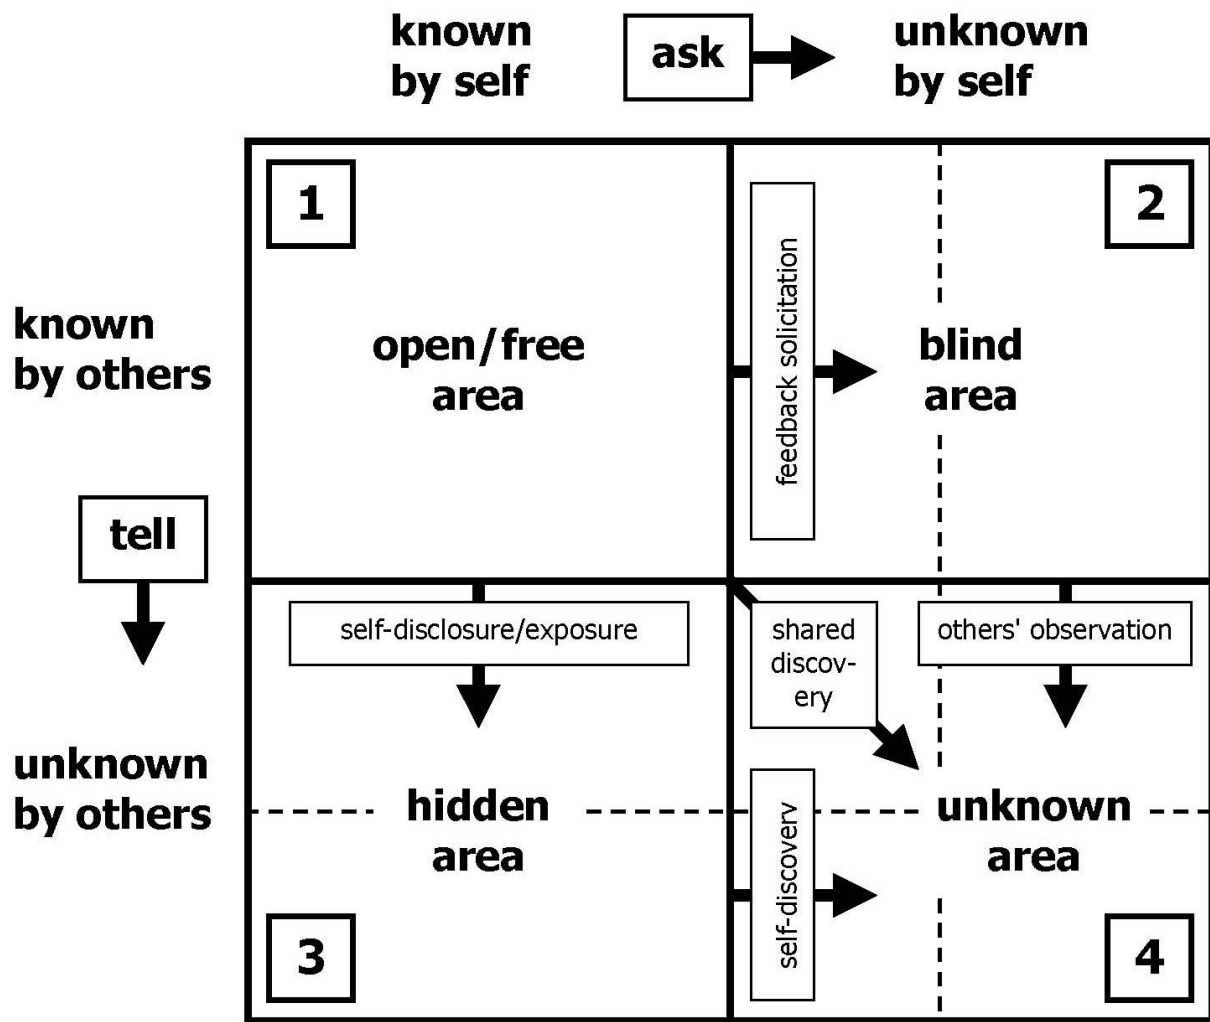 known
by self
ask
unknown
by self
1
2
known
by others
open/free
area
feedback solicitation
blind
area
tell
self-disclosure/exposure
shared
discov-
ery
others' observation
unknown
by others
hidden
area
self-discovery
unknown
area
3
4